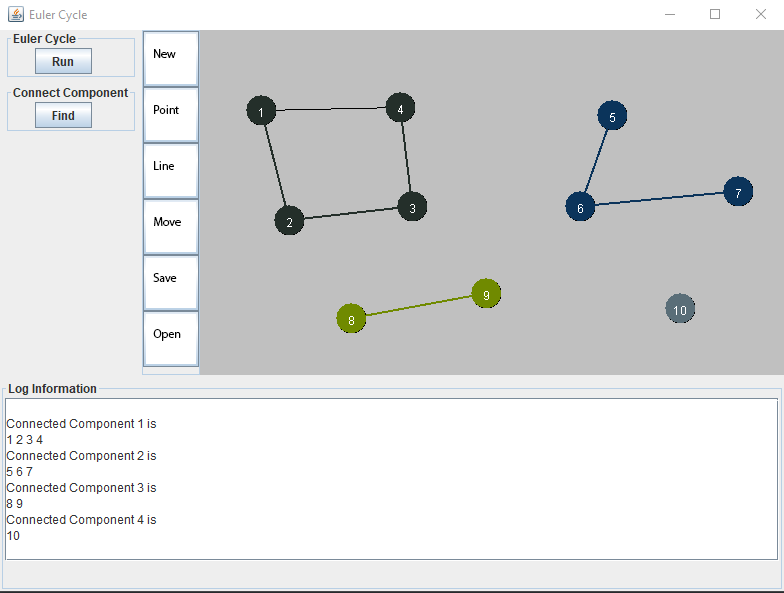 Euler Cycle
Euler Cycle
Run
Connect Component
Find
New
Point
Line
Move
Save
Open
1
4
2
3
5
6
7
8
9
10
Log Information
Connected Component 1 is
1 2 3 4
Connected Component 2 is
5 6 7
Connected Component 3 is
8 9
Connected Component 4 is
10